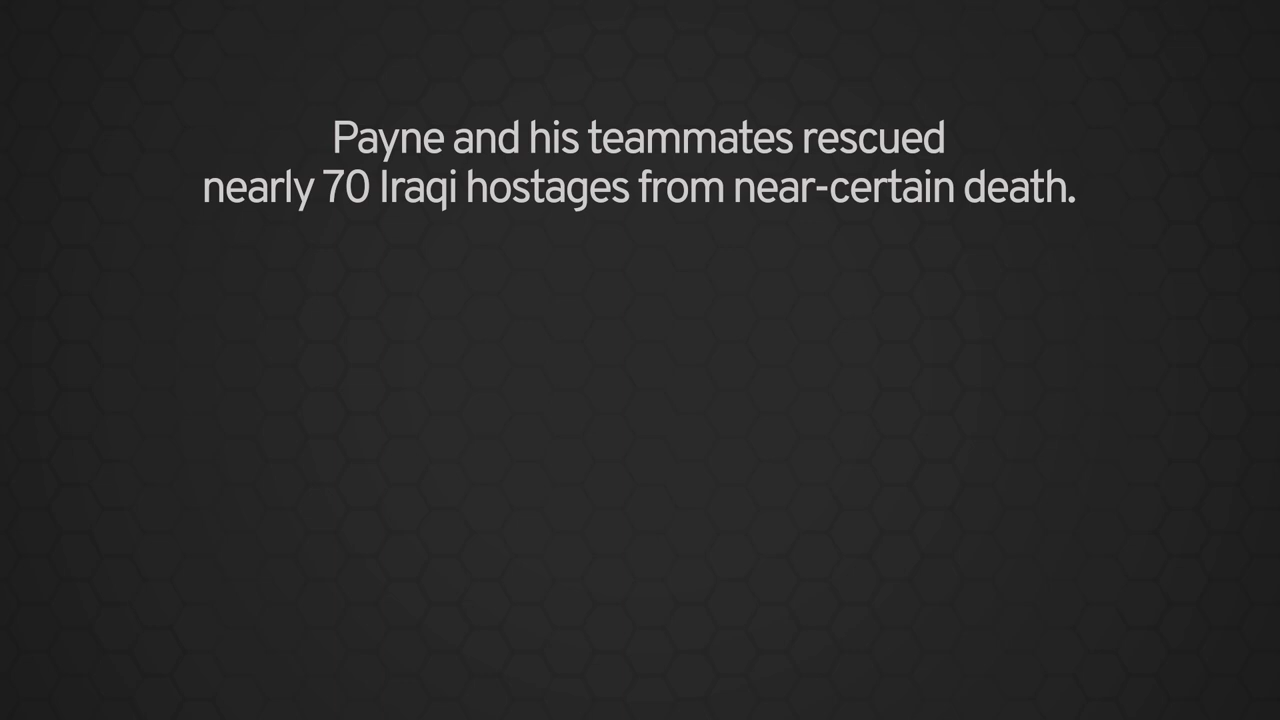 Payne and his teammates rescued
nearly 70 Iraqi hostages from near-certain death.